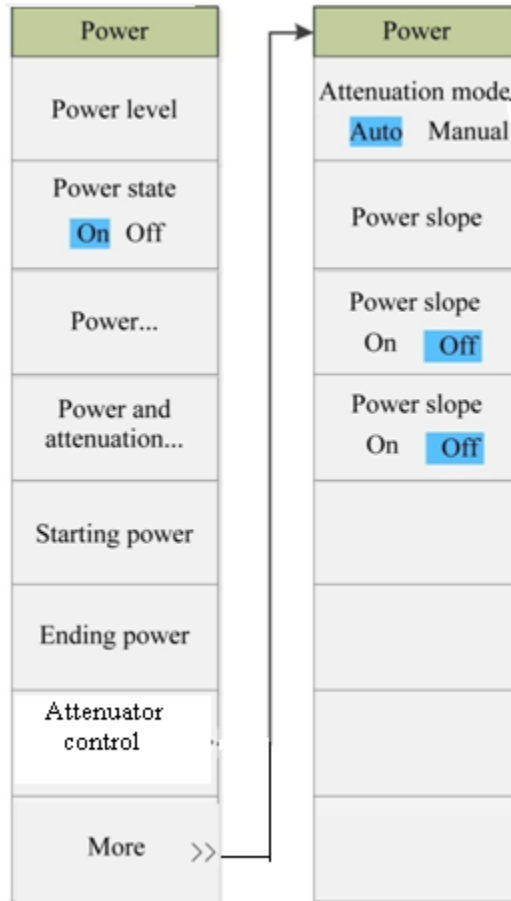 Power
Power level
Power state
On Off
Power...
Power and
attenuation...
Starting power
Ending power
Attenuator
control
More >>
Power
Attenuation mode
Auto Manual
Power slope
Power slope
On Off
Power slope
On Off